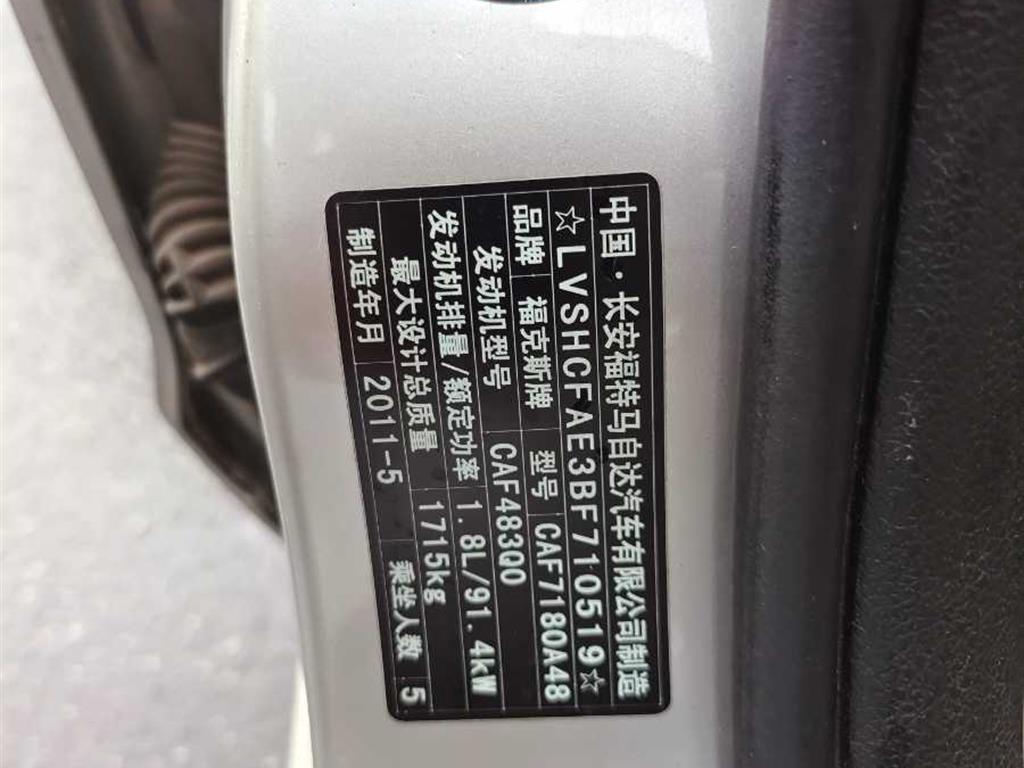 中国·长安福特马自达汽车有限公司制造
☆LVSHCFAE3BF710519☆
品牌 福克斯牌 型号 CAF7180A48
发动机型号 CAF483Q0
发动机排量/额定功率 1.8L/91.4kW
最大设计总质量 1715kg
制造年月 2011-5 乘坐人数 5